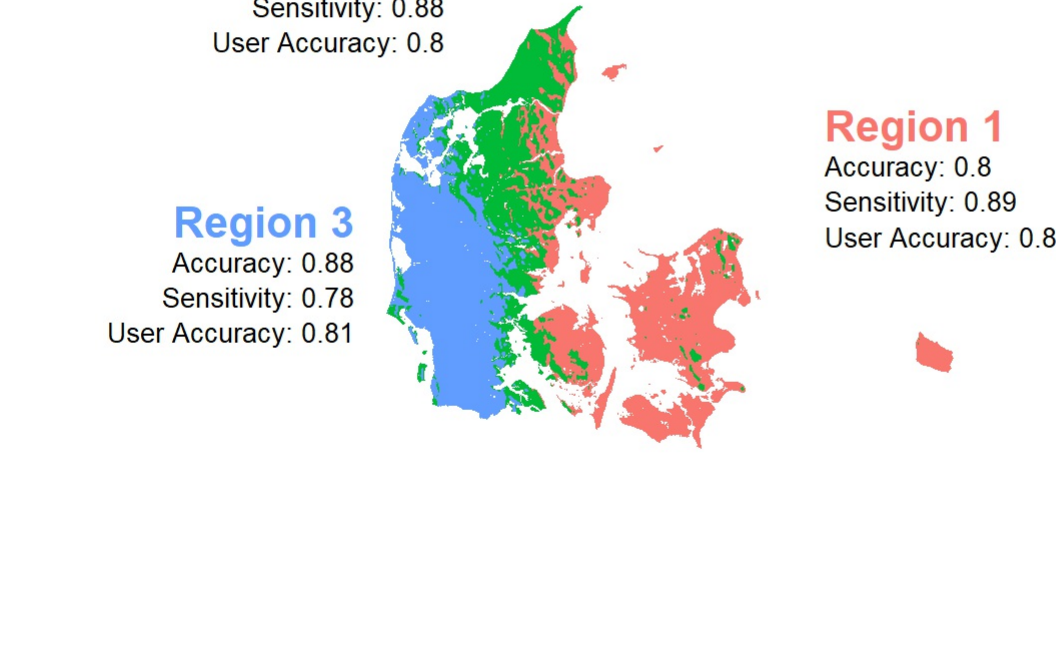 Sensitivity: 0.88
User Accuracy: 0.8
Region 1
Accuracy: 0.8
Sensitivity: 0.89
User Accuracy: 0.8
Region 3
Accuracy: 0.88
Sensitivity: 0.78
User Accuracy: 0.81